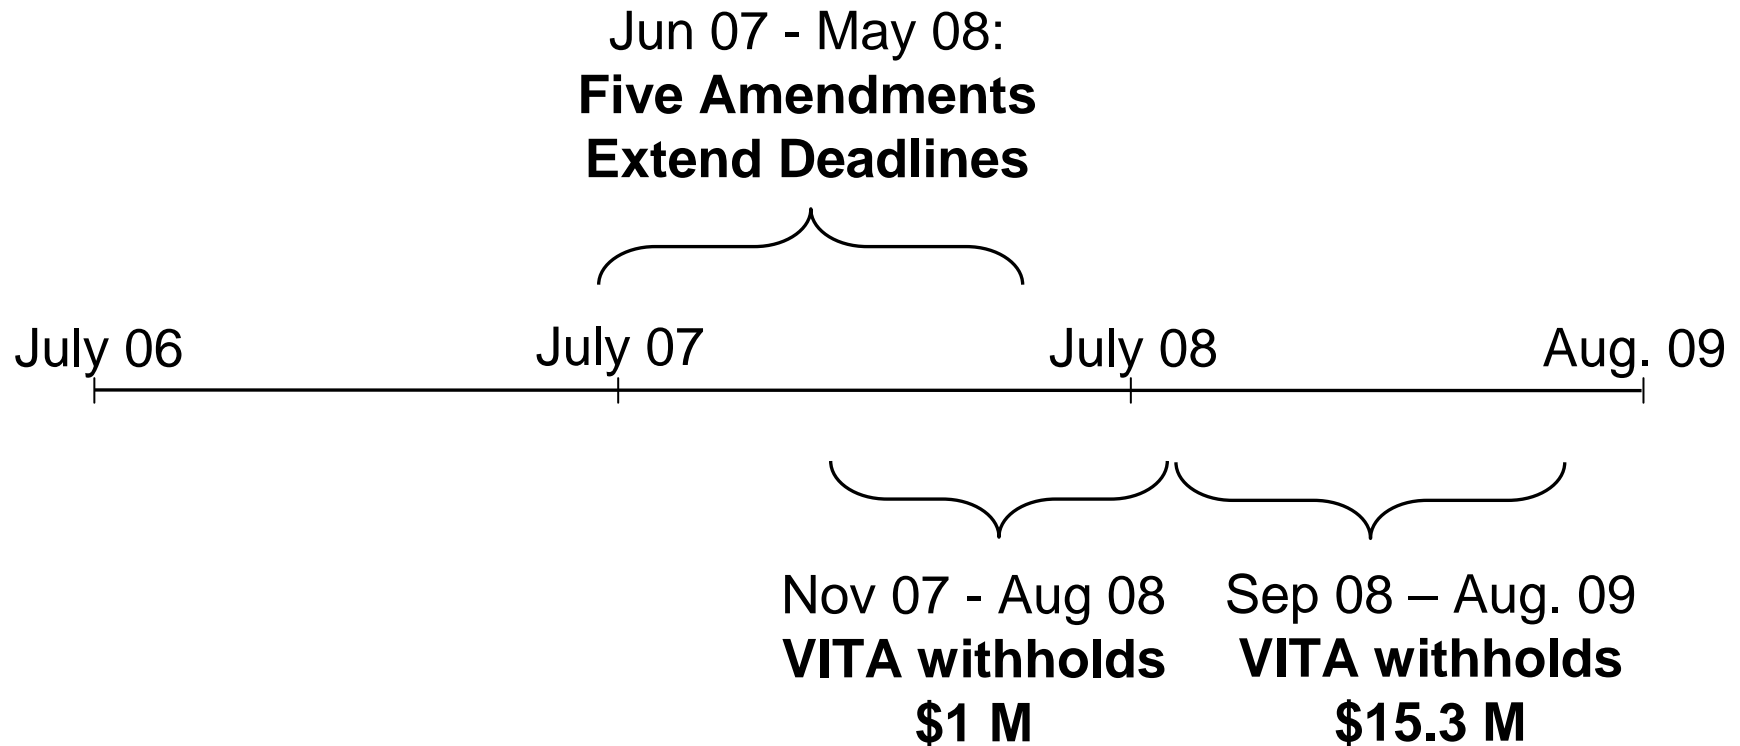 Jun 07 - May 08:
Five Amendments
Extend Deadlines
July 06
July 07
July 08
Aug. 09
Nov 07 - Aug 08
VITA withholds
$1 M
Sep 08 – Aug. 09
VITA withholds
$15.3 M